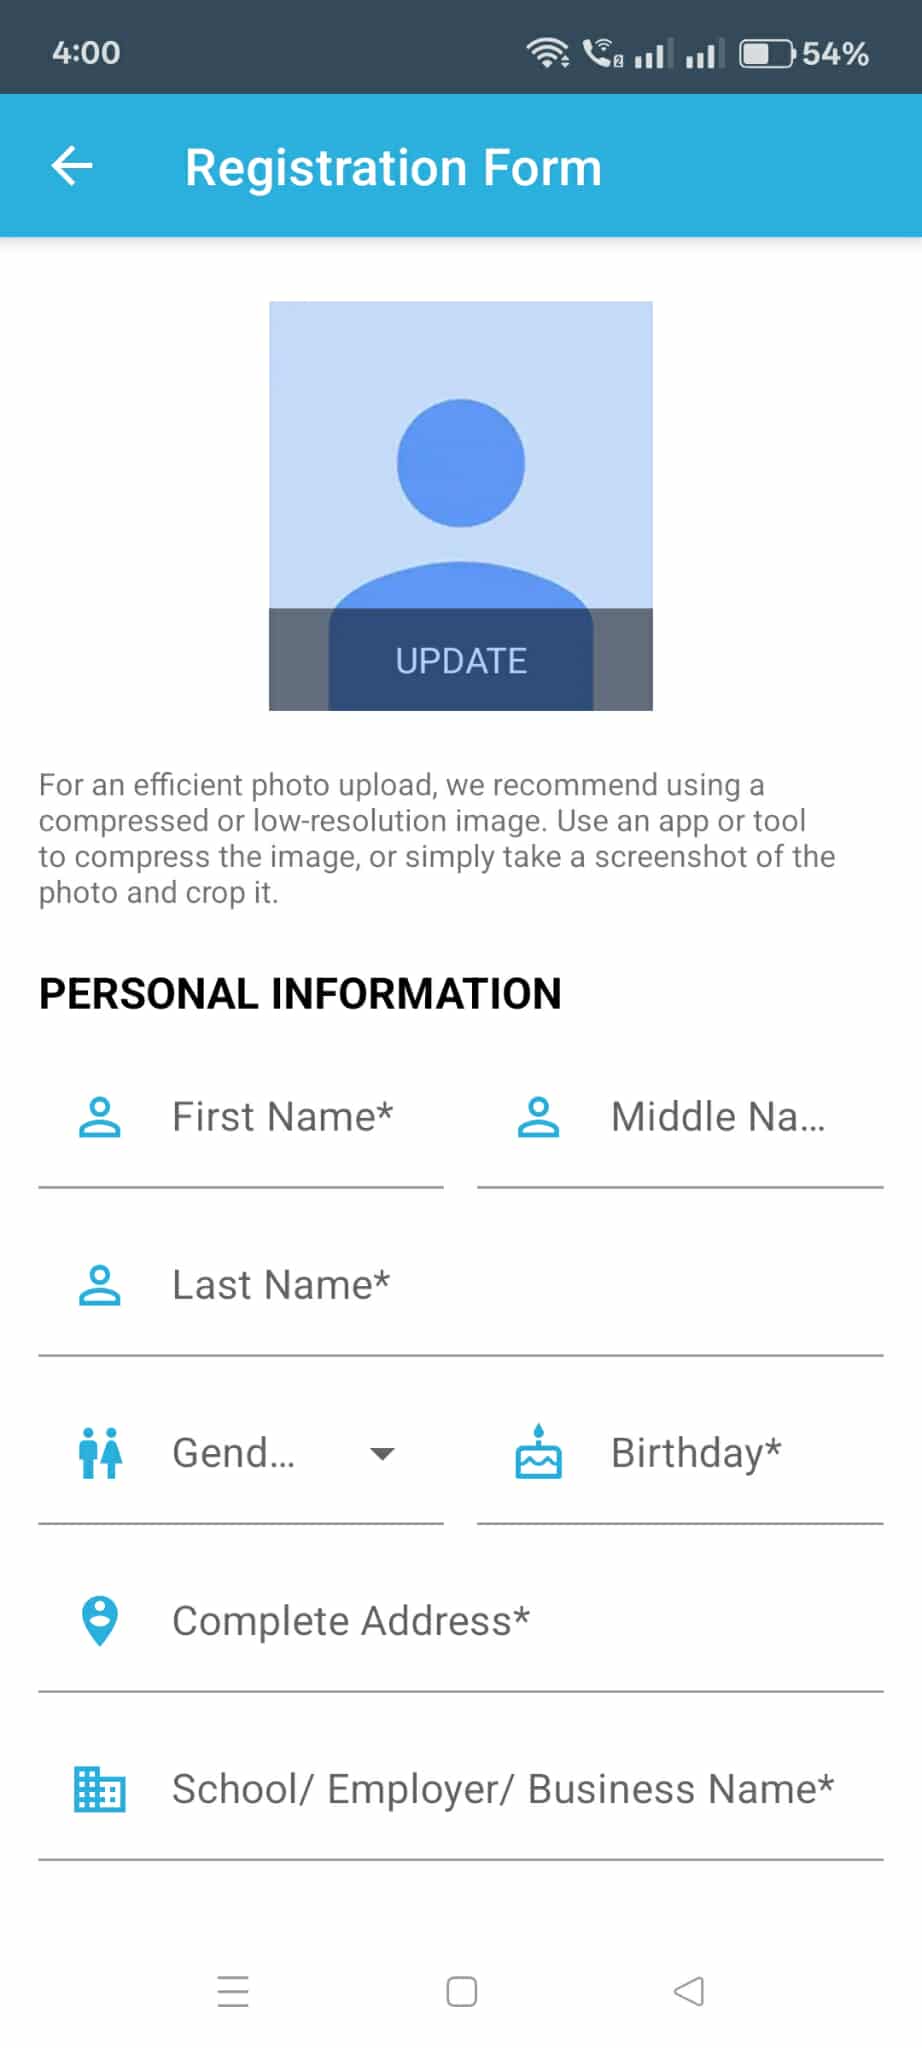 4:00
2
54%
Registration Form
UPDATE
For an efficient photo upload, we recommend using a
compressed or low-resolution image. Use an app or tool
to compress the image, or simply take a screenshot of the
photo and crop it.
PERSONAL INFORMATION
First Name*
Middle Na...
Last Name*
Gend...
Birthday*
Complete Address*
School/ Employer/ Business Name*